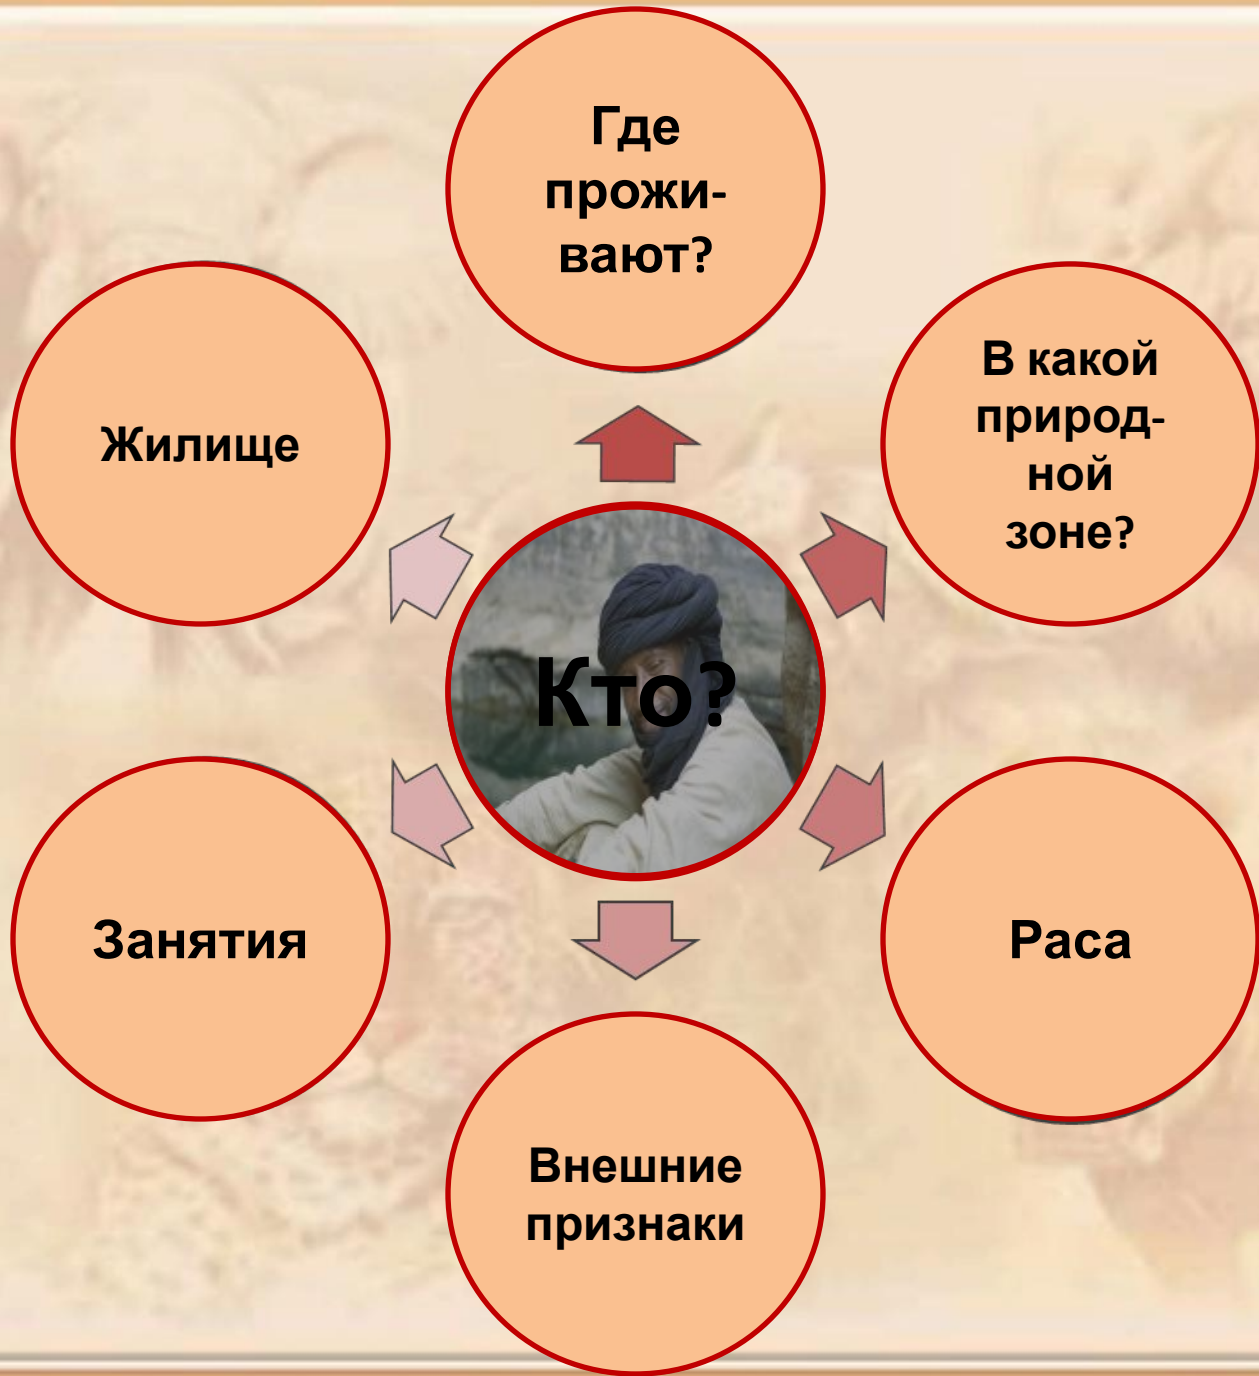 Где
прожи-
вают?
В какой
природ-
ной
зоне?
Жилище
Кто?
Занятия
Раса
Внешние
признаки